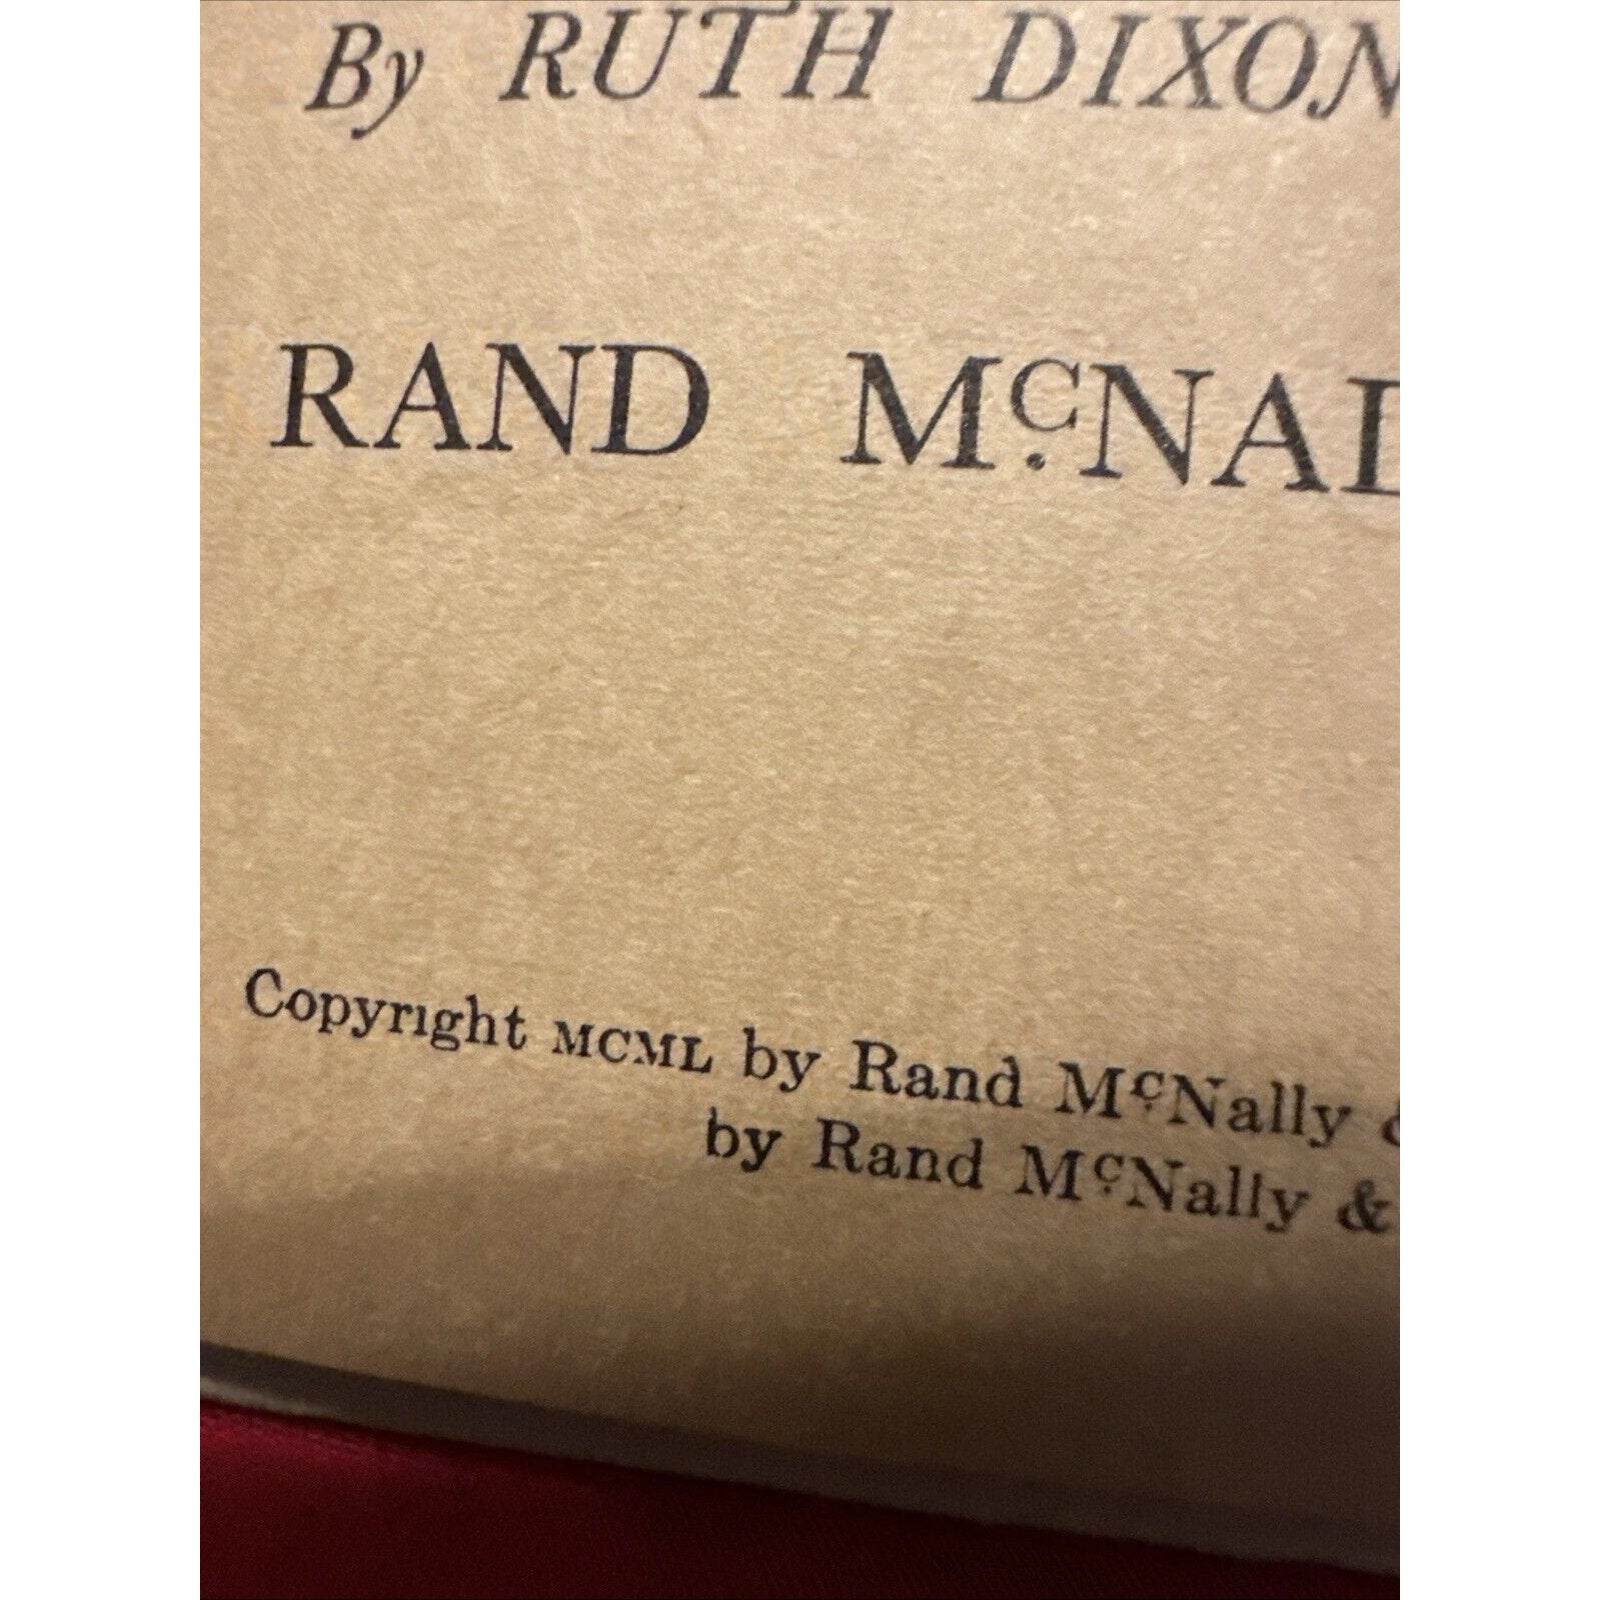 By RUTH DIXON
RAND McNAL
Copyright MCML by Rand McNally &
by Rand McNally &